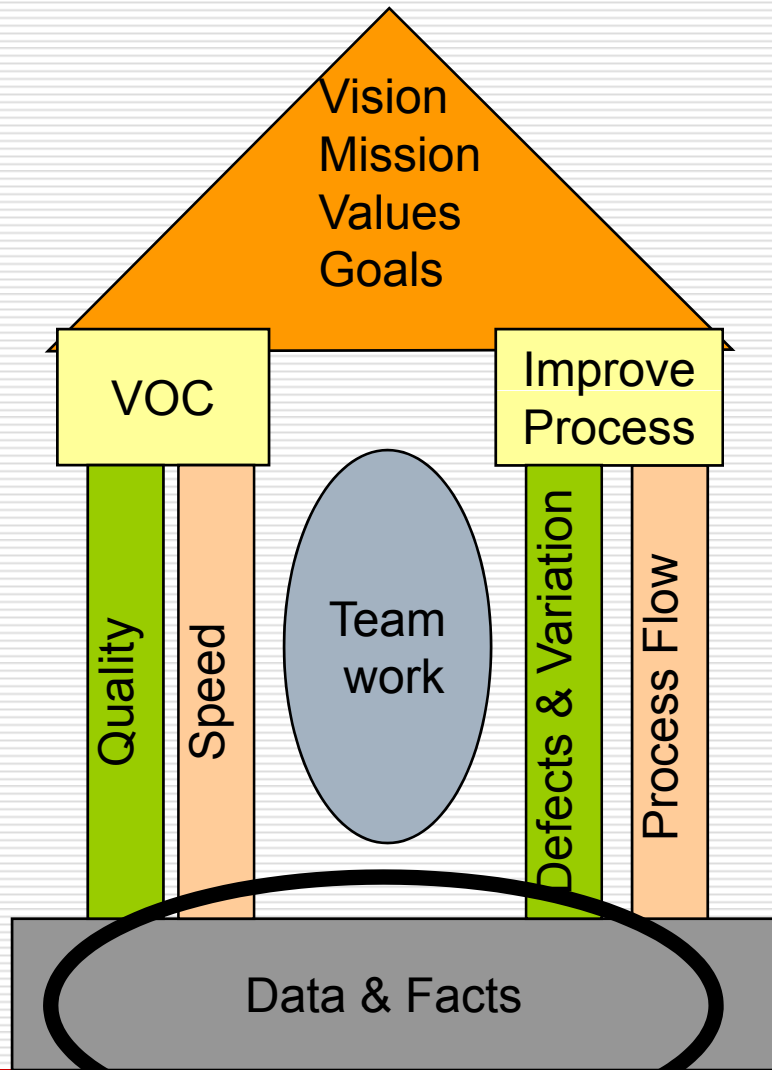 Vision
Mission
Values
Goals
VOC
Improve
Process
Quality
Speed
Team
work
Defects & Variation
Process Flow
Data & Facts